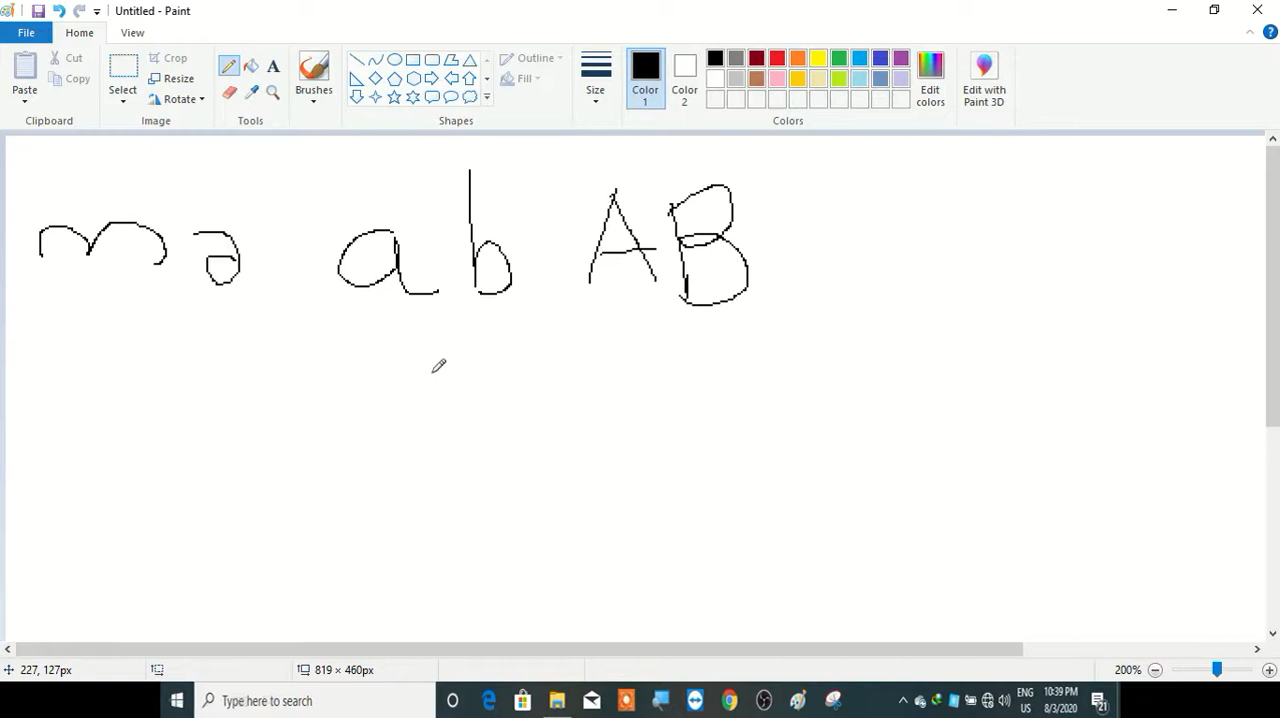 Untitled - Paint
File Home View
Paste Cut Copy Select Crop Resize Rotate A Brushes Outline Fill Size Color 1 Color 2 Edit colors Edit with Paint 3D
Clipboard Image Tools Shapes Colors
ma ab AB
227, 127px 819 × 460px 200%
Type here to search ENG US 10:39 PM 8/3/2020 21